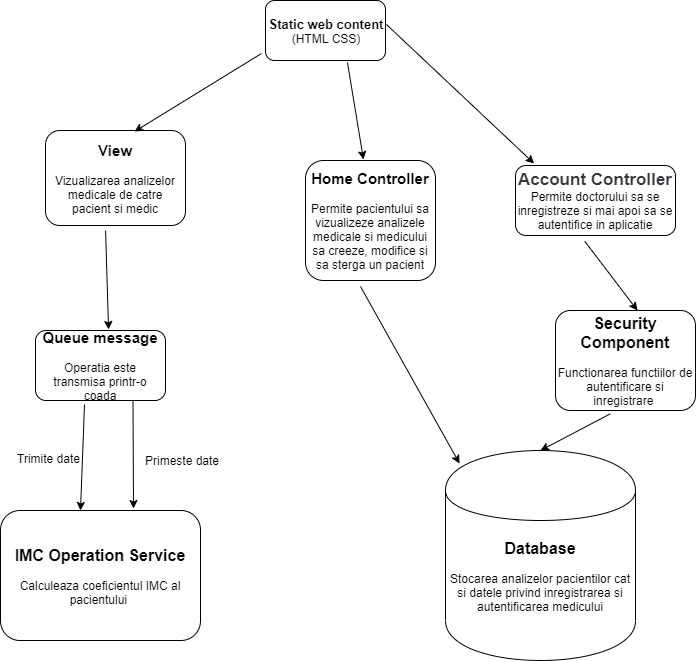 Static web content
(HTML CSS)
View
Vizualizarea analizelor
medicale de catre
pacient si medic
Home Controller
Permite pacientului sa
vizualizeze analizele
medicale si medicului
sa creeze, modifice si
sa sterga un pacient
Account Controller
Permite doctorului sa se
inregistreze si mai apoi sa se
autentifice in aplicatie
Queue message
Operatia este
transmisa printr-o
coada
Security
Component
Functionarea functiilor de
autentificare si
inregistrare
Trimite date
Primeste date
IMC Operation Service
Calculeaza coeficientul IMC al
pacientului
Database
Stocarea analizelor pacientilor cat
si datele privind inregistrarea si
autentificarea medicului